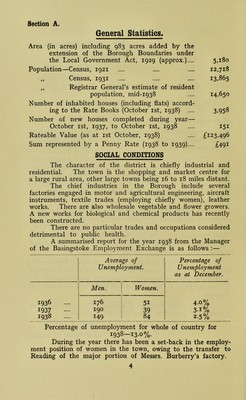 Section A.
General Statistics.
Area (in acres) including 983 acres added by the
extension of the Borough Boundaries under
the Local Government Act, 1929 (approx.)... 5,180
Population—Census, 1921 ... ... ... 12,718
„ Census, 1931 ... ... ... 13,865
„ Registrar General's estimate of resident
population, mid-1938 ... 14,650
Number of inhabited houses (including flats) accord-
ing to the Rate Books (October 1st, 1938) ... 3,958
Number of new houses completed during year—
October 1st, 1937, to October 1st, 1938 ... 151
Rateable Value (as at 1st October, 1938) £123,496
Sum represented by a Penny Rate (1938 to 1939)... £491
SOCIAL CONDITIONS
The character of the district is chiefly industrial and
residential. The town is the shopping and market centre for
a large rural area, other large towns being 16 to 18 miles distant.
The chief industries in the Borough include several
factories engaged in motor and agricultural engineering, aircraft
instruments, textile trades (employing chiefly women), leather
works. There are also wholesale vegetable and flower growers.
A new works for biological and chemical products has recently
been constructed.
There are no particular trades and occupations considered
detrimental to public health.
A summarised report for the year 1938 from the Manager
of the Basingstoke Employment Exchange is as follows :—
Average of Unemployment. Percentage of Unemployment as at December.
Men. Women.
1936 ... 176 51 4.0%
1937 ... 190 39 3.1%
1938 ... 149 84 2.5%
Percentage of unemployment for whole of country for
1938—13.0%.
During the year there has been a set-back in the employ-
ment position of women in the town, owing to the transfer to
Reading of the major portion of Messrs. Burberry's factory.
4